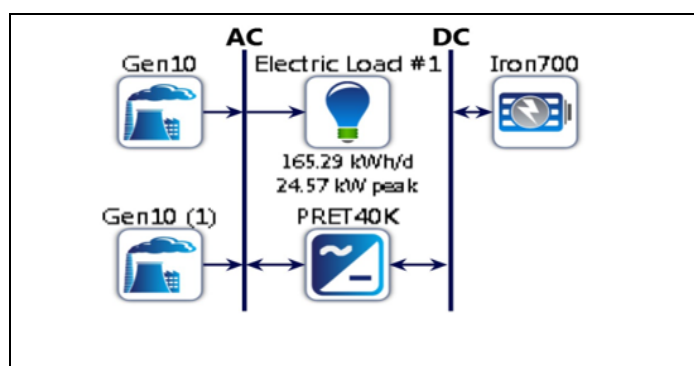 AC DC
Gen10 Electric Load #1 Iron700
165.29 kWh/d
24.57 kW peak
Gen10 (1) PRET40K